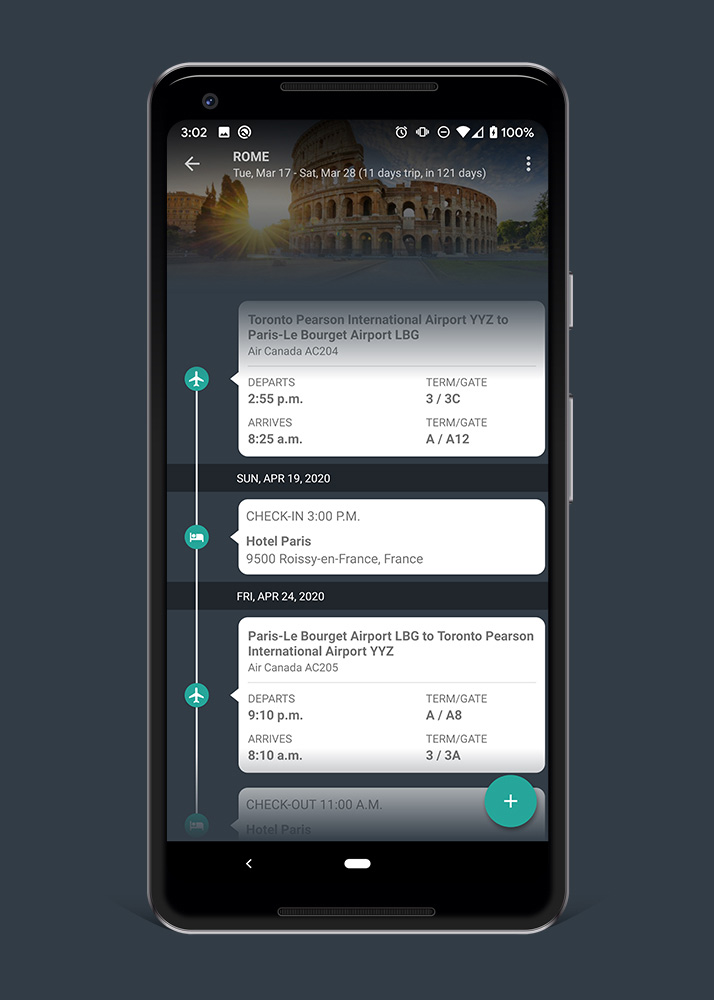 3:02
100%
ROME
Tue, Mar 17 - Sat, Mar 28 (11 days trip, in 121 days)
Toronto Pearson International Airport YYZ to
Paris-Le Bourget Airport LBG
Air Canada AC204
DEPARTS TERM/GATE
2:55 p.m. 3 / 3C
ARRIVES TERM/GATE
8:25 a.m. A / A12
SUN, APR 19, 2020
CHECK-IN 3:00 P.M.
Hotel Paris
9500 Roissy-en-France, France
FRI, APR 24, 2020
Paris-Le Bourget Airport LBG to Toronto Pearson
International Airport YYZ
Air Canada AC205
DEPARTS TERM/GATE
9:10 p.m. A / A8
ARRIVES TERM/GATE
8:10 a.m. 3 / 3A
CHECK-OUT 11:00 A.M.
Hotel Paris